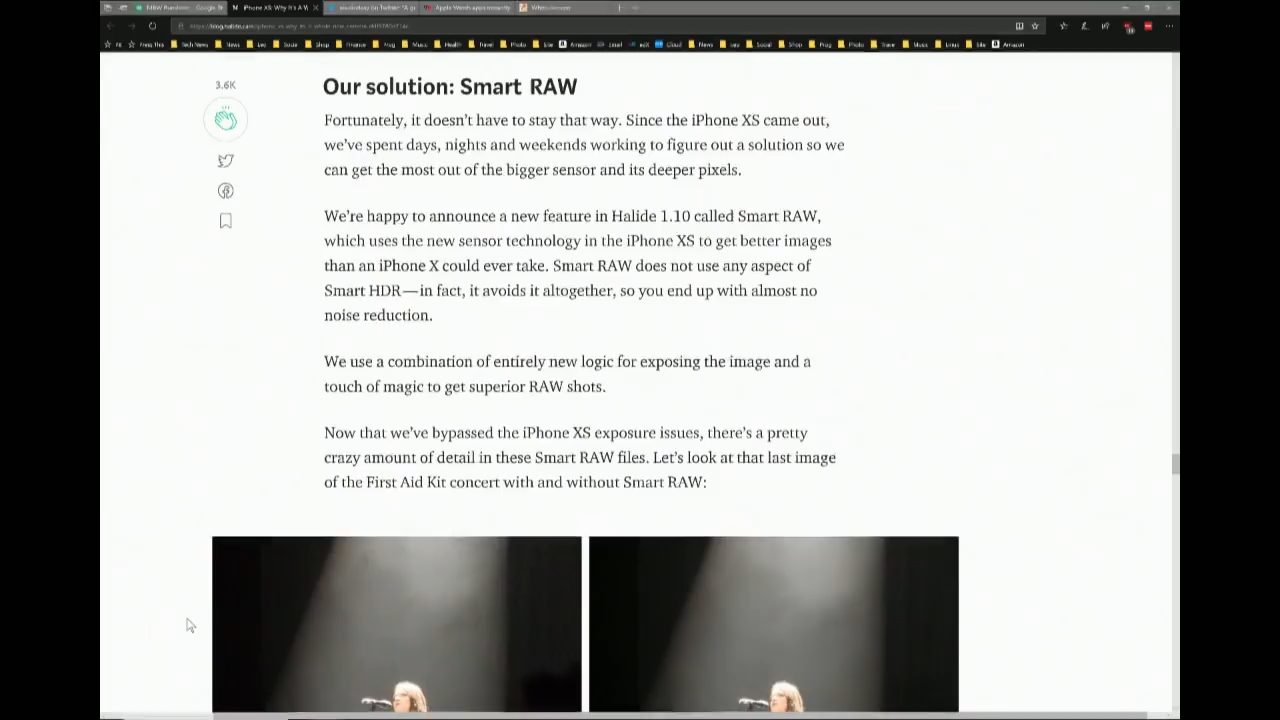 iPhone XS: Why It's A W
Our solution: Smart RAW
3.6K
Fortunately, it doesn’t have to stay that way. Since the iPhone XS came out,
we’ve spent days, nights and weekends working to figure out a solution so we
can get the most out of the bigger sensor and its deeper pixels.
We’re happy to announce a new feature in Halide 1.10 called Smart RAW,
which uses the new sensor technology in the iPhone XS to get better images
than an iPhone X could ever take. Smart RAW does not use any aspect of
Smart HDR—in fact, it avoids it altogether, so you end up with almost no
noise reduction.
We use a combination of entirely new logic for exposing the image and a
touch of magic to get superior RAW shots.
Now that we’ve bypassed the iPhone XS exposure issues, there’s a pretty
crazy amount of detail in these Smart RAW files. Let’s look at that last image
of the First Aid Kit concert with and without Smart RAW: